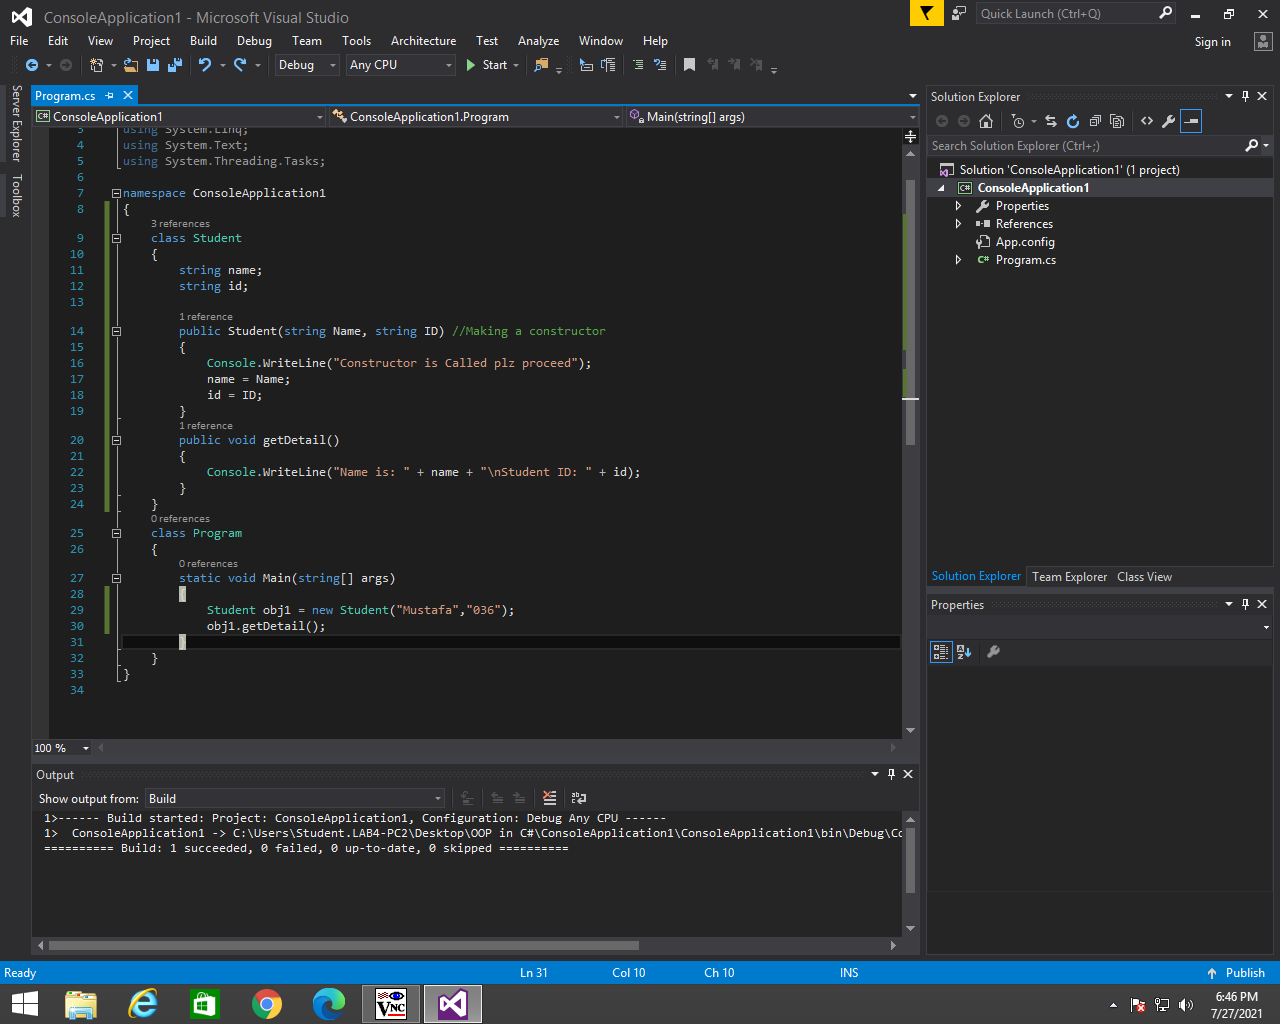 ConsoleApplication1 - Microsoft Visual Studio
Quick Launch (Ctrl+Q)
File Edit View Project Build Debug Team Tools Architecture Test Analyze Window Help
Sign in
Debug Any CPU Start
Server Explorer
Toolbox
Program.cs
ConsoleApplication1 ConsoleApplication1.Program Main(string[] args)
3 using System.Linq;
4 using System.Text;
5 using System.Threading.Tasks;
6
7 namespace ConsoleApplication1
8 {
3 references
9 class Student
10 {
11 string name;
12 string id;
13
1 reference
14 public Student(string Name, string ID) //Making a constructor
15 {
16 Console.WriteLine("Constructor is Called plz proceed");
17 name = Name;
18 id = ID;
19 }
1 reference
20 public void getDetail()
21 {
22 Console.WriteLine("Name is: " + name + "\nStudent ID: " + id);
23 }
24 }
0 references
25 class Program
26 {
0 references
27 static void Main(string[] args)
28 {
29 Student obj1 = new Student("Mustafa","036");
30 obj1.getDetail();
31 }
32 }
33 }
34
100 %
Output
Show output from: Build
1>------ Build started: Project: ConsoleApplication1, Configuration: Debug Any CPU ------
1>  ConsoleApplication1 -> C:\Users\Student.LAB4-PC2\Desktop\OOP in C#\ConsoleApplication1\ConsoleApplication1\bin\Debug\Co
========== Build: 1 succeeded, 0 failed, 0 up-to-date, 0 skipped ==========
Solution Explorer
Search Solution Explorer (Ctrl+;)
Solution 'ConsoleApplication1' (1 project)
C# ConsoleApplication1
Properties
References
App.config
C# Program.cs
Solution Explorer Team Explorer Class View
Properties
Ready Ln 31 Col 10 Ch 10 INS Publish
VNC
6:46 PM
7/27/2021